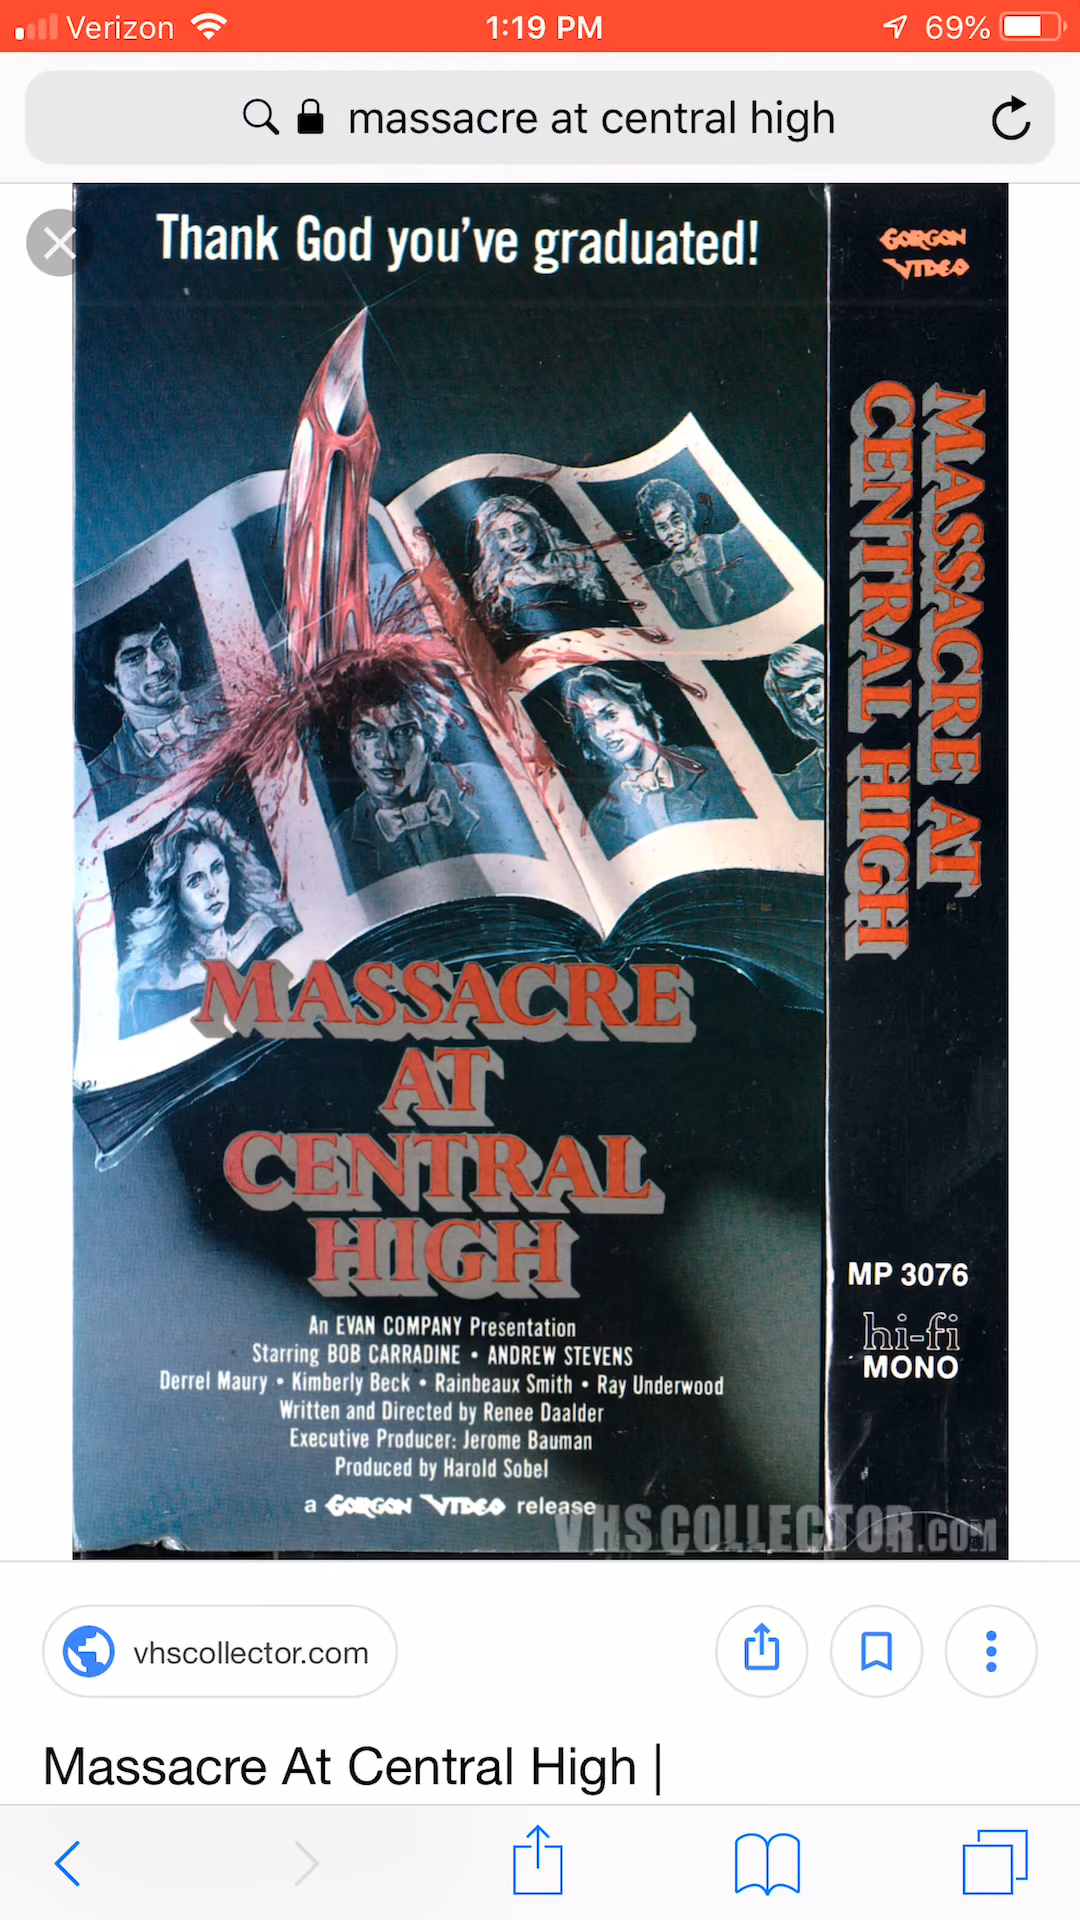 Verizon 1:19 PM 69%
massacre at central high
Thank God you've graduated!
GORGON
VIDEO
MASSACRE AT
CENTRAL HIGH
MASSACRE
AT
CENTRAL
HIGH
An EVAN COMPANY Presentation
Starring BOB CARRADINE • ANDREW STEVENS
Derrel Maury • Kimberly Beck • Rainbeaux Smith • Ray Underwood
Written and Directed by Renee Daalder
Executive Producer: Jerome Bauman
Produced by Harold Sobel
a GORGON VIDEO release
MP 3076
hi-fi
MONO
VHSCOLLECTOR.COM
vhscollector.com
Massacre At Central High |